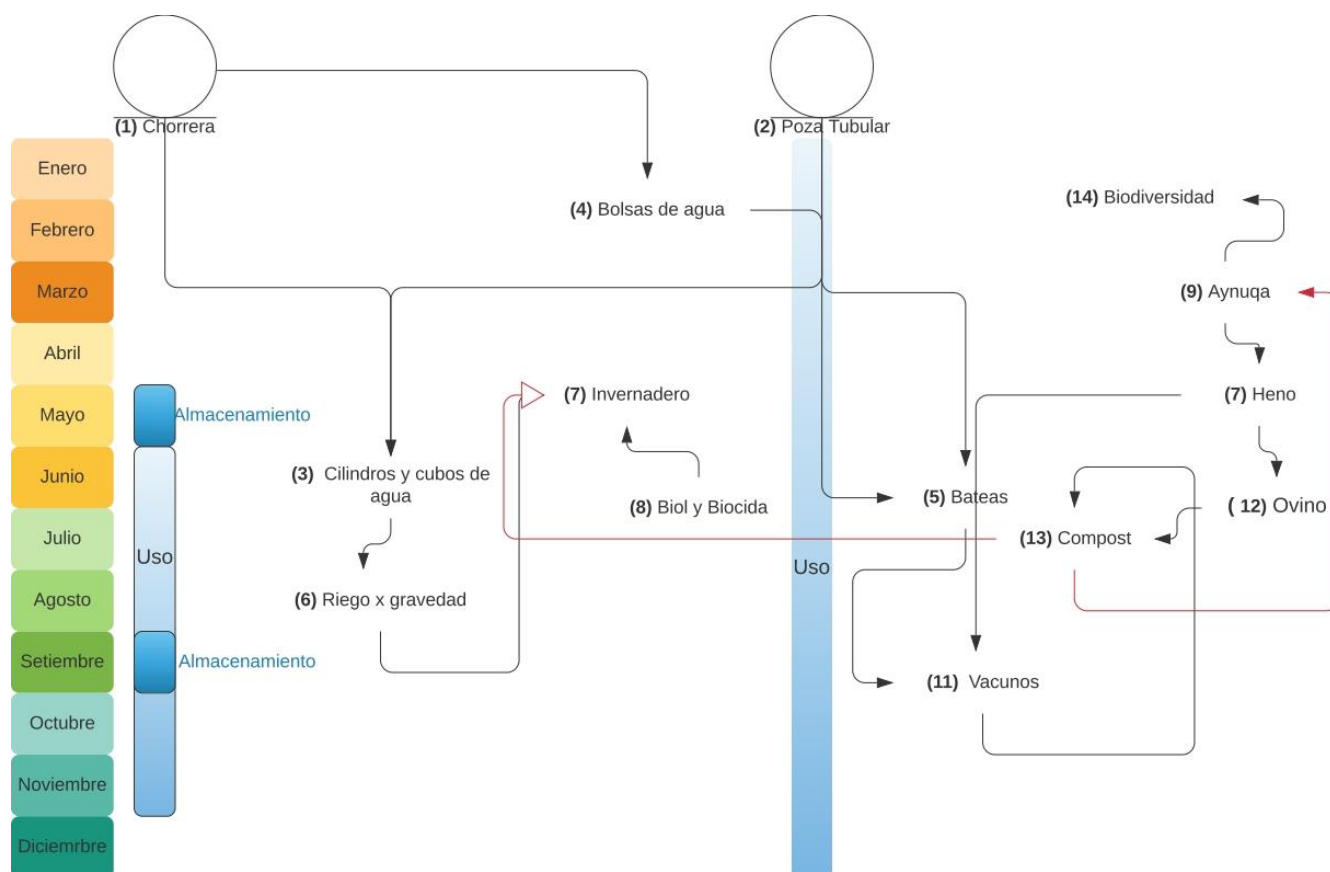 (1) Chorrera
(2) Poza Tubular
Enero
(4) Bolsas de agua
(14) Biodiversidad
Febrero
Marzo
(9) Aynuqa
Abril
Mayo
Almacenamiento
(7) Invernadero
(7) Heno
Junio
(3) Cilindros y cubos de
agua
(8) Biol y Biocida
(5) Bateas
( 12) Ovino
Julio
Uso
(13) Compost
Uso
Agosto
(6) Riego x gravedad
Setiembre
Almacenamiento
(11) Vacunos
Octubre
Noviembre
Diciemrbre